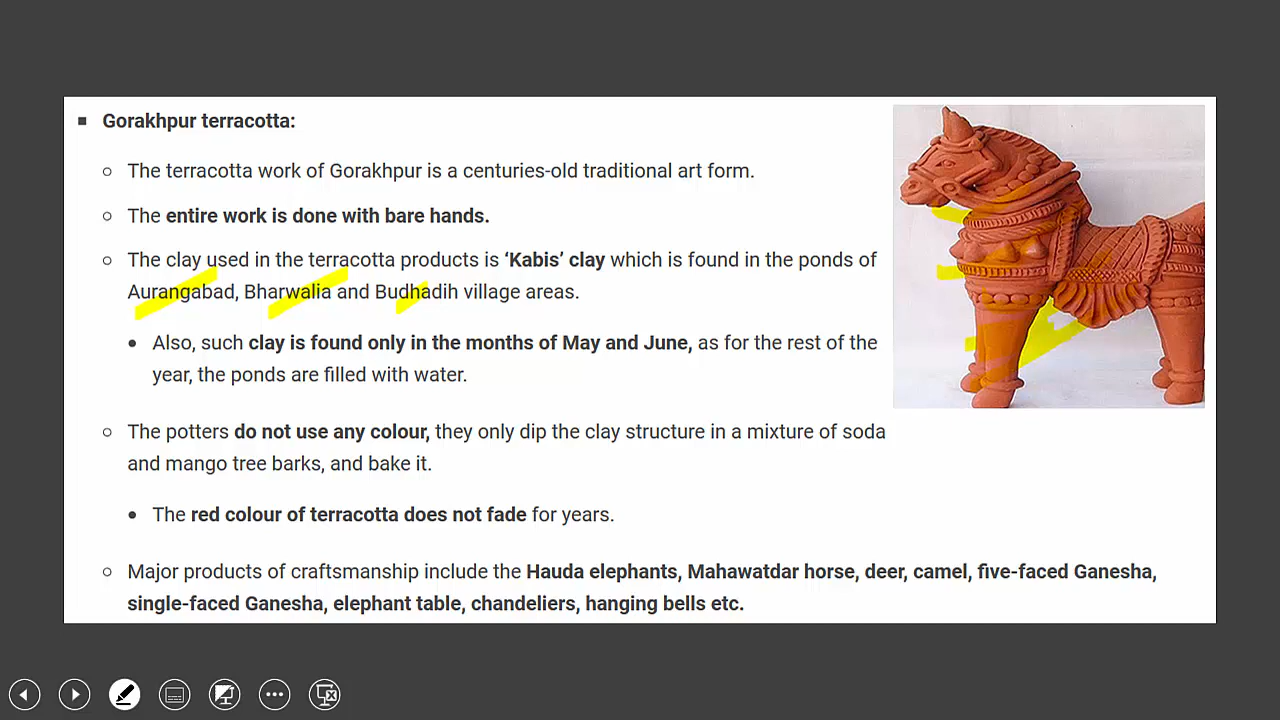 Gorakhpur terracotta:
The terracotta work of Gorakhpur is a centuries-old traditional art form.
The entire work is done with bare hands.
The clay used in the terracotta products is ‘Kabis’ clay which is found in the ponds of
Aurangabad, Bharwalia and Budhadih village areas.
Also, such clay is found only in the months of May and June, as for the rest of the
year, the ponds are filled with water.
The potters do not use any colour, they only dip the clay structure in a mixture of soda
and mango tree barks, and bake it.
The red colour of terracotta does not fade for years.
Major products of craftsmanship include the Hauda elephants, Mahawatdar horse, deer, camel, five-faced Ganesha,
single-faced Ganesha, elephant table, chandeliers, hanging bells etc.